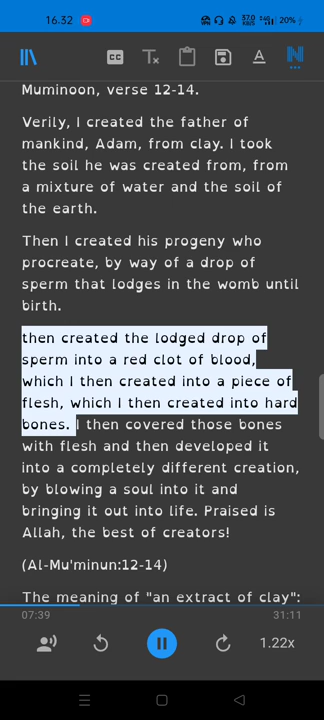 16.32
20%
CC
Muminoon, verse 12-14.
Verily, I created the father of
mankind, Adam, from clay. I took
the soil he was created from, from
a mixture of water and the soil of
the earth.
Then I created his progeny who
procreate, by way of a drop of
sperm that lodges in the womb until
birth.
then created the lodged drop of
sperm into a red clot of blood,
which I then created into a piece of
flesh, which I then created into hard
bones. I then covered those bones
with flesh and then developed it
into a completely different creation,
by blowing a soul into it and
bringing it out into life. Praised is
Allah, the best of creators!
(Al-Mu'minun:12-14)
The meaning of "an extract of clay":
07:39
31:11
1.22x